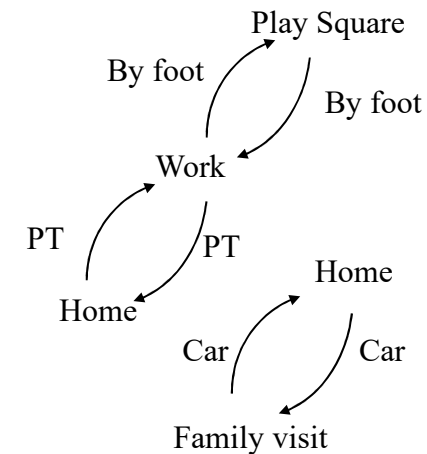 Play Square
By foot
By foot
Work
PT
PT
Home
Home
Car
Car
Family visit